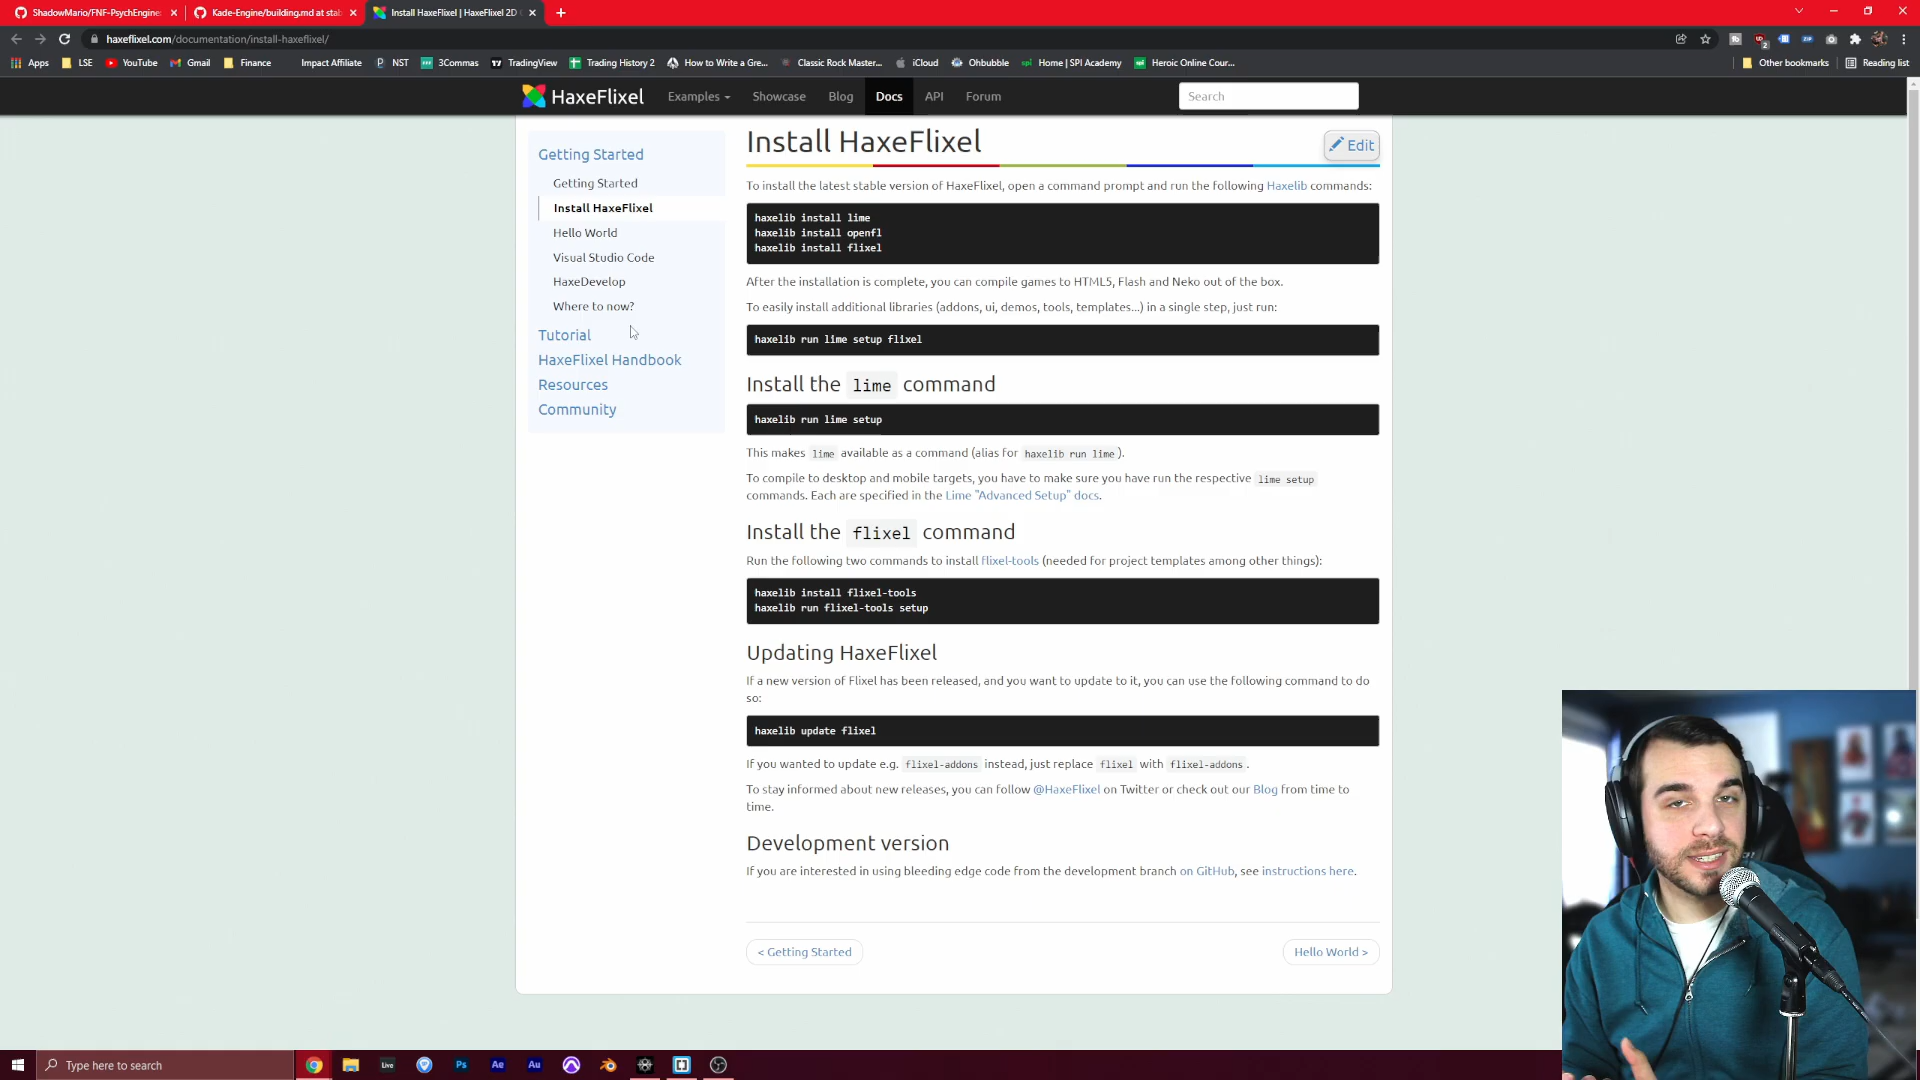 ShadowMario/FNF-PsychEngine:
Kade-Engine/building.md at stab
Install HaxeFlixel | HaxeFlixel 2D
haxeflixel.com/documentation/install-haxeflixel/
Apps
LSE
YouTube
Gmail
Finance
Impact Affiliate
NST
3Commas
TradingView
Trading History 2
How to Write a Gre...
Classic Rock Master...
iCloud
Ohbubble
Home | SPI Academy
Heroic Online Cour...
Other bookmarks
Reading list
HaxeFlixel
Examples
Showcase
Blog
Docs
API
Forum
Search
Getting Started
Getting Started
Install HaxeFlixel
Hello World
Visual Studio Code
HaxeDevelop
Where to now?
Tutorial
HaxeFlixel Handbook
Resources
Community
Install HaxeFlixel
Edit
To install the latest stable version of HaxeFlixel, open a command prompt and run the following Haxelib commands:
haxelib install lime
haxelib install openfl
haxelib install flixel
After the installation is complete, you can compile games to HTML5, Flash and Neko out of the box.
To easily install additional libraries (addons, ui, demos, tools, templates...) in a single step, just run:
haxelib run lime setup flixel
Install the lime command
haxelib run lime setup
This makes lime available as a command (alias for haxelib run lime ).
To compile to desktop and mobile targets, you have to make sure you have run the respective lime setup
commands. Each are specified in the Lime "Advanced Setup" docs.
Install the flixel command
Run the following two commands to install flixel-tools (needed for project templates among other things):
haxelib install flixel-tools
haxelib run flixel-tools setup
Updating HaxeFlixel
If a new version of Flixel has been released, and you want to update to it, you can use the following command to do
so:
haxelib update flixel
If you wanted to update e.g. flixel-addons instead, just replace flixel with flixel-addons .
To stay informed about new releases, you can follow @HaxeFlixel on Twitter or check out our Blog from time to
time.
Development version
If you are interested in using bleeding edge code from the development branch on GitHub, see instructions here.
< Getting Started
Hello World >
Type here to search
Live
Ps
Ae
Au